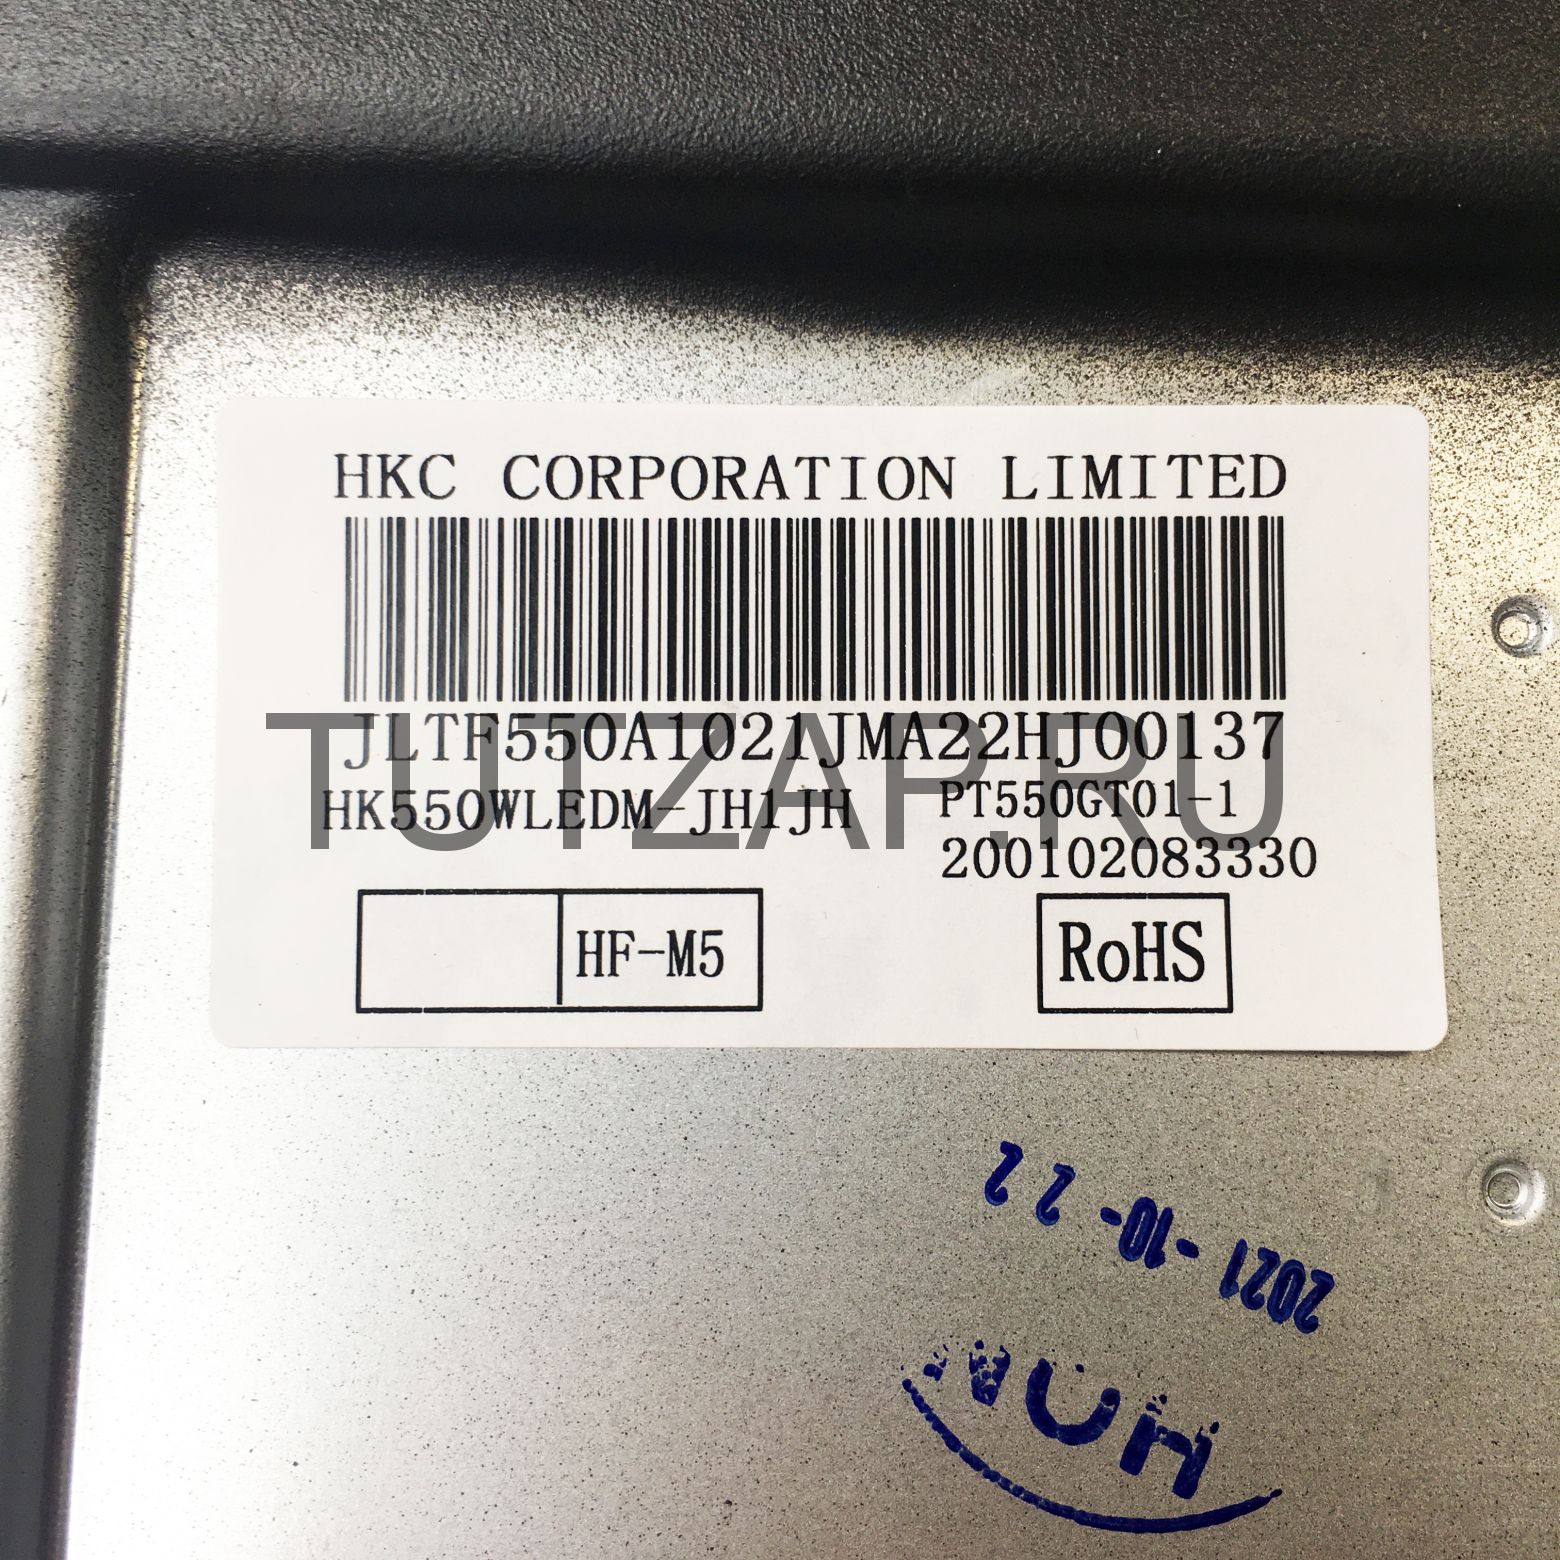 HKC CORPORATION LIMITED
JLTF550A1021JMA22HJ00137
TUTZAP.RU
HK550WLEDM-JH1JH PT550GT01-1
200102083330
HF-M5
RoHS
2021-10-22